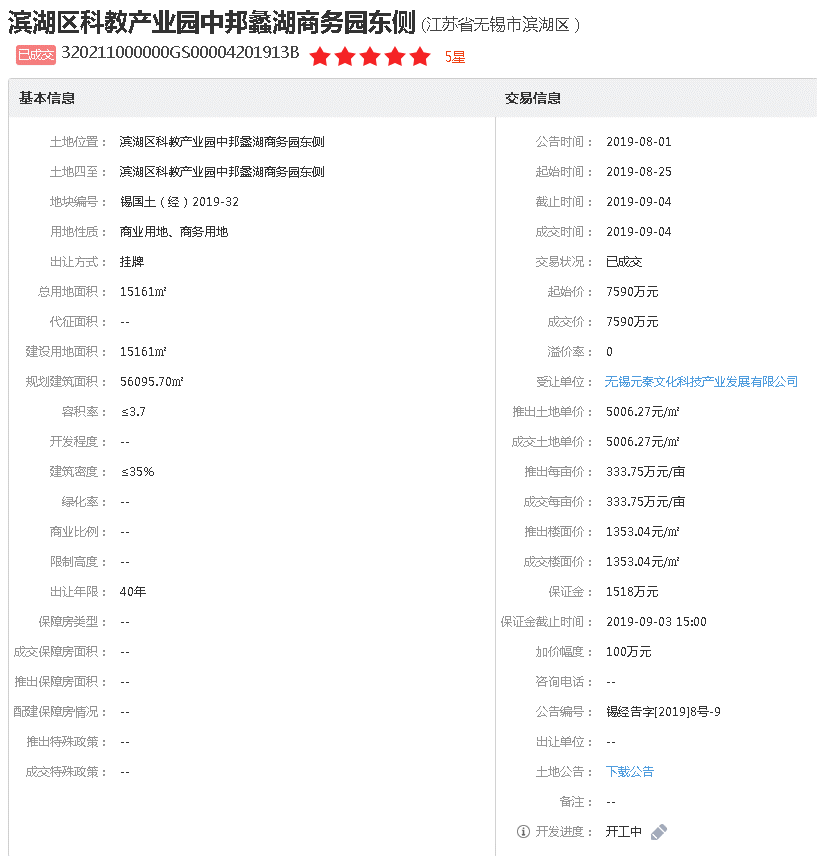 滨湖区科教产业园中邦蠡湖商务园东侧 (江苏省无锡市滨湖区 )
已成交 320211000000GS00004201913B 5星
基本信息
土地位置： 滨湖区科教产业园中邦蠡湖商务园东侧
土地四至： 滨湖区科教产业园中邦蠡湖商务园东侧
地块编号： 锡国土（经）2019-32
用地性质： 商业用地、商务用地
出让方式： 挂牌
总用地面积： 15161㎡
代征面积： --
建设用地面积： 15161㎡
规划建筑面积： 56095.70㎡
容积率： ≤3.7
开发程度： --
建筑密度： ≤35%
绿化率： --
商业比例： --
限制高度： --
出让年限： 40年
保障房类型： --
成交保障房面积： --
推出保障房面积： --
配建保障房情况： --
推出特殊政策： --
成交特殊政策： --
交易信息
公告时间： 2019-08-01
起始时间： 2019-08-25
截止时间： 2019-09-04
成交时间： 2019-09-04
交易状况： 已成交
起始价： 7590万元
成交价： 7590万元
溢价率： 0
受让单位： 无锡元秦文化科技产业发展有限公司
推出土地单价： 5006.27元/㎡
成交土地单价： 5006.27元/㎡
推出每亩价： 333.75万元/亩
成交每亩价： 333.75万元/亩
推出楼面价： 1353.04元/㎡
成交楼面价： 1353.04元/㎡
保证金： 1518万元
保证金截止时间： 2019-09-03 15:00
加价幅度： 100万元
咨询电话： --
公告编号： 锡经告字[2019]8号-9
出让单位： --
土地公告： 下载公告
备注： --
开发进度： 开工中